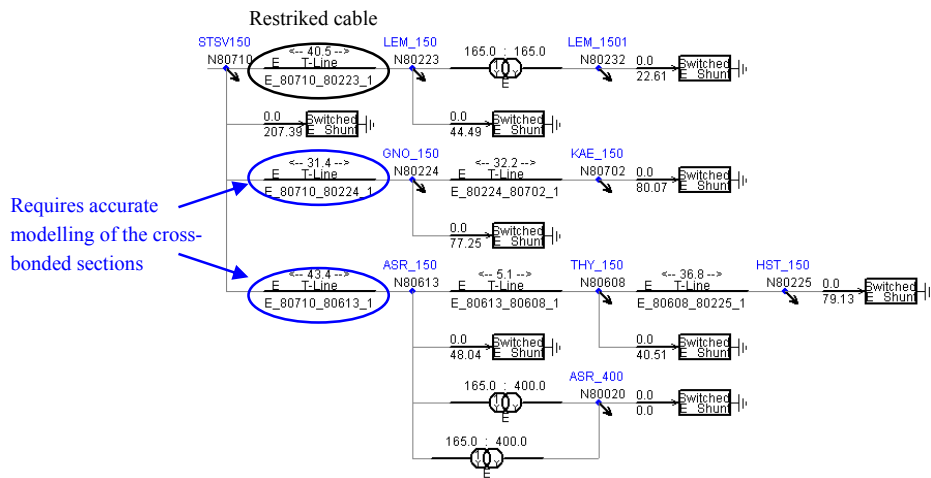 Restriked cable
STSV150
N80710
<-- 40.5 -->
E T-Line
E_80710_80223_1
LEM_150
N80223
165.0 : 165.0
E
LEM_1501
N80232
0.0
22.61
Switched
E Shunt
0.0
207.39
Switched
E Shunt
0.0
44.49
Switched
E Shunt
<-- 31.4 -->
E T-Line
E_80710_80224_1
GNO_150
N80224
<-- 32.2 -->
E T-Line
E_80224_80702_1
KAE_150
N80702
0.0
80.07
Switched
E Shunt
Requires accurate
modelling of the cross-
bonded sections
0.0
77.25
Switched
E Shunt
<-- 43.4 -->
E T-Line
E_80710_80613_1
ASR_150
N80613
<-- 5.1 -->
E T-Line
E_80613_80608_1
THY_150
N80608
<-- 36.8 -->
E T-Line
E_80608_80225_1
HST_150
N80225
0.0
79.13
Switched
E Shunt
0.0
48.04
Switched
E Shunt
0.0
40.51
Switched
E Shunt
165.0 : 400.0
E
ASR_400
N80020
0.0
0.0
Switched
E Shunt
165.0 : 400.0
E